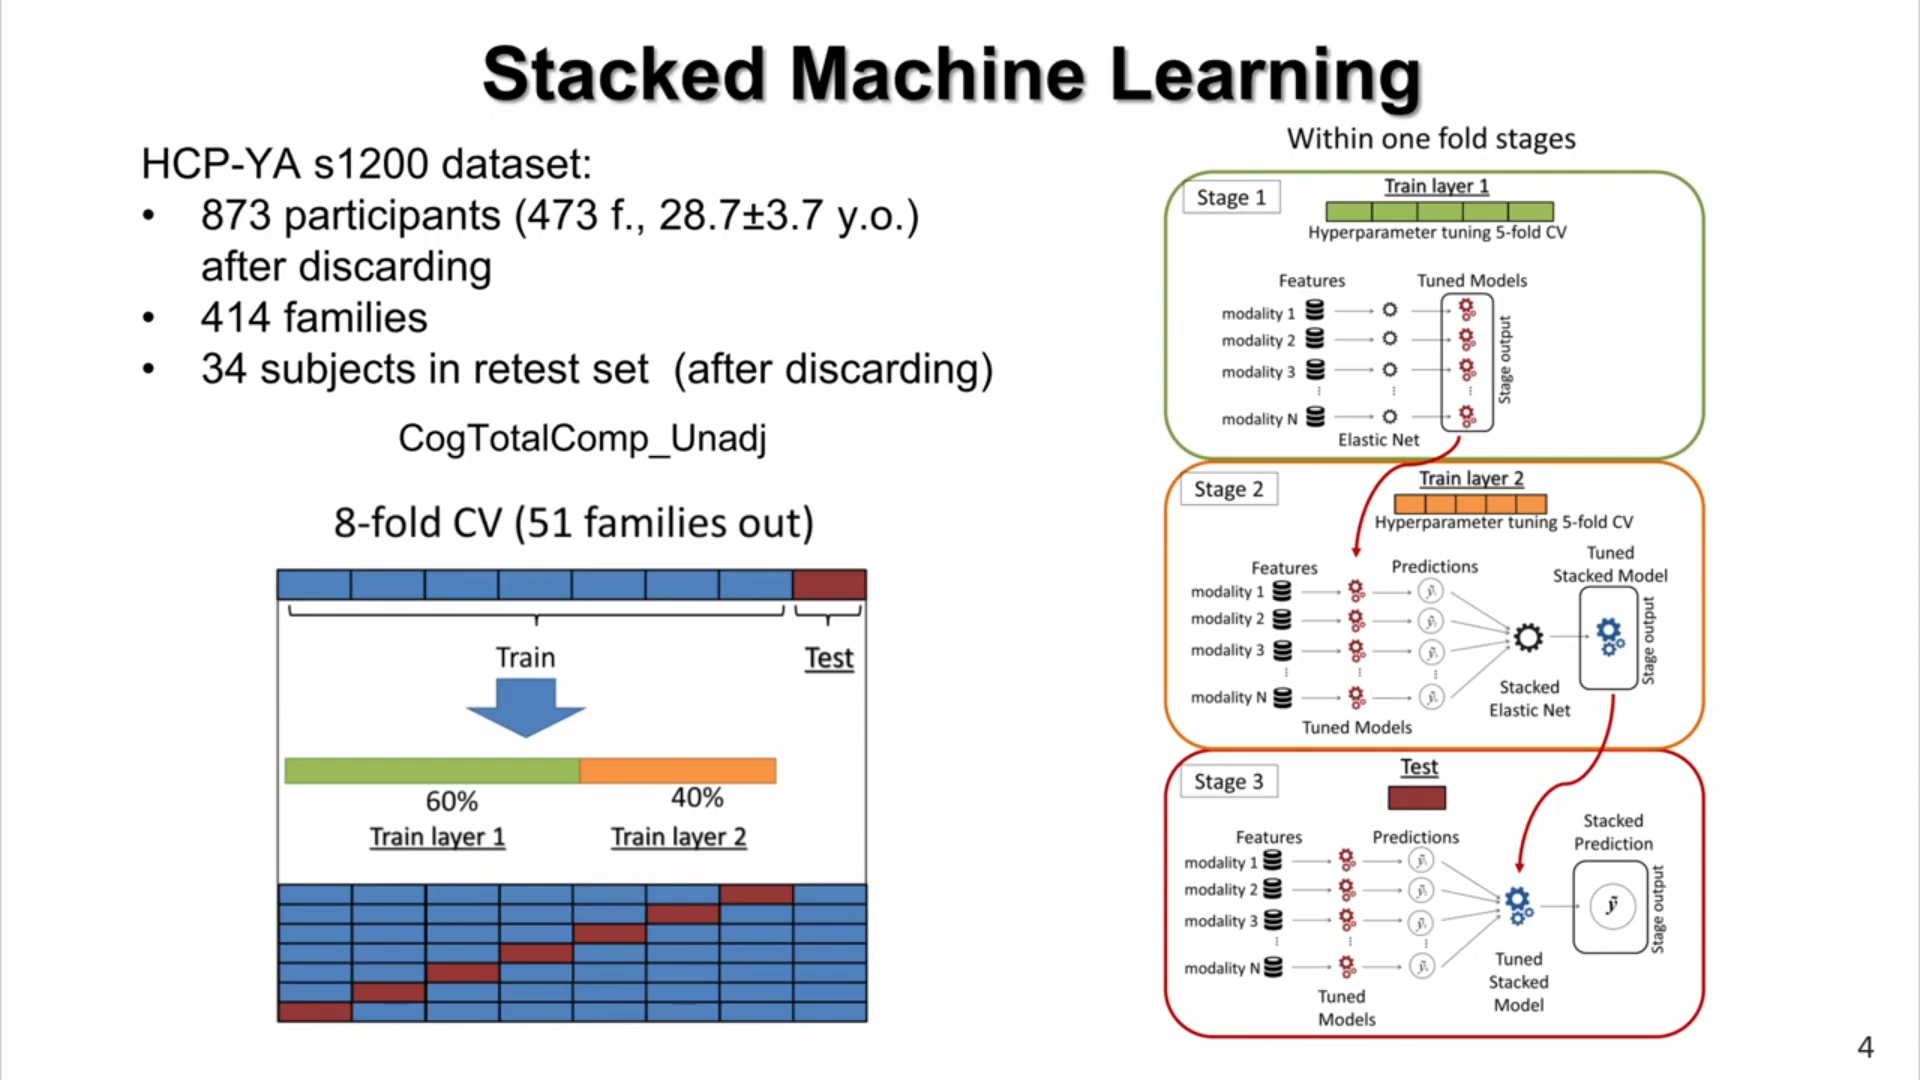 Stacked Machine Learning
HCP-YA s1200 dataset:
• 873 participants (473 f., 28.7±3.7 y.o.)
after discarding
• 414 families
• 34 subjects in retest set (after discarding)
CogTotalComp_Unadj
8-fold CV (51 families out)
Train
Test
60%
40%
Train layer 1
Train layer 2
Within one fold stages
Stage 1
Train layer 1
Hyperparameter tuning 5-fold CV
Features
Tuned Models
modality 1
modality 2
modality 3
modality N
Elastic Net
Stage output
Stage 2
Train layer 2
Hyperparameter tuning 5-fold CV
Features
Predictions
Tuned
Stacked Model
modality 1
modality 2
modality 3
modality N
Tuned Models
Stacked
Elastic Net
Stage output
Stage 3
Test
Features
Predictions
Stacked
Prediction
modality 1
modality 2
modality 3
modality N
Tuned
Models
Tuned
Stacked
Model
ỹ
Stage output
4